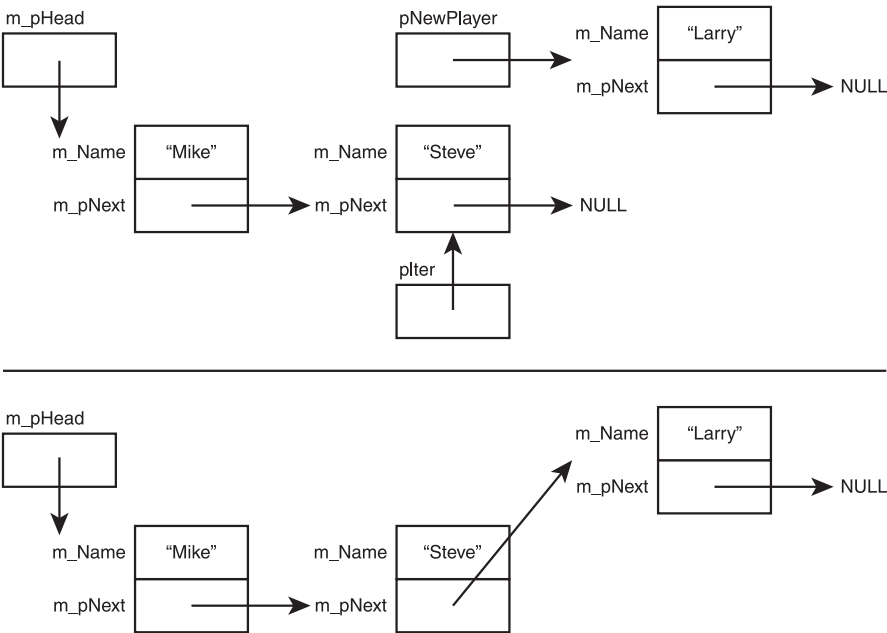 m_pHead
pNewPlayer
m_Name
“Larry”
m_pNext
NULL
m_Name
“Mike”
m_Name
“Steve”
m_pNext
m_pNext
NULL
pIter
m_pHead
m_Name
“Larry”
m_pNext
NULL
m_Name
“Mike”
m_Name
“Steve”
m_pNext
m_pNext